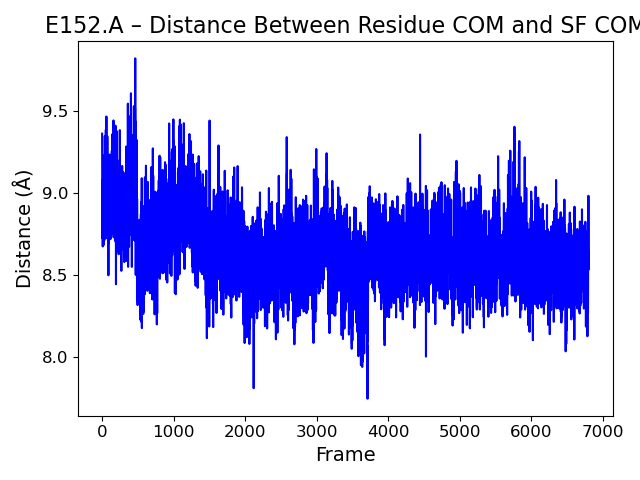 E152.A – Distance Between Residue COM and SF COM
Distance (Å)
9.5
9.0
8.5
8.0
0 1000 2000 3000 4000 5000 6000 7000
Frame